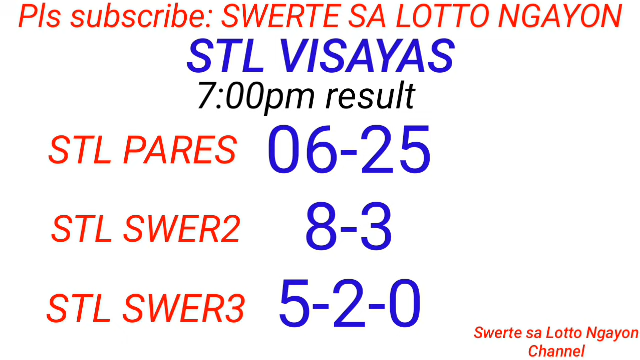 Pls subscribe: SWERTE SA LOTTO NGAYON
STL VISAYAS
7:00pm result
STL PARES 06-25
STL SWER2 8-3
STL SWER3 5-2-0
Swerte sa Lotto Ngayon
Channel